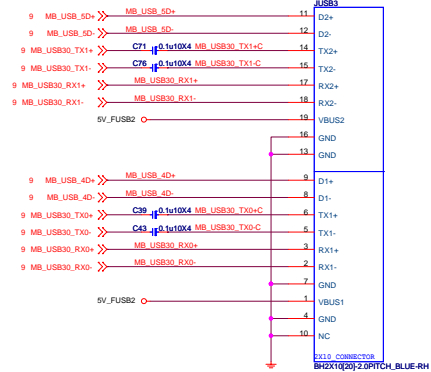 JUSB3
9 MB_USB_5D+ MB_USB_5D+ 11 D2+
9 MB_USB_5D- MB_USB_5D- 12 D2-
9 MB_USB30_TX1+ C71 0.1u10X4 MB_USB30_TX1+C 14 TX2+
9 MB_USB30_TX1- C76 0.1u10X4 MB_USB30_TX1-C 15 TX2-
9 MB_USB30_RX1+ MB_USB30_RX1+ 17 RX2+
9 MB_USB30_RX1- MB_USB30_RX1- 18 RX2-
5V_FUSB2 19 VBUS2
16 GND
13 GND
9 MB_USB_4D+ MB_USB_4D+ 9 D1+
9 MB_USB_4D- MB_USB_4D- 8 D1-
9 MB_USB30_TX0+ C39 0.1u10X4 MB_USB30_TX0+C 6 TX1+
9 MB_USB30_TX0- C43 0.1u10X4 MB_USB30_TX0-C 5 TX1-
9 MB_USB30_RX0+ MB_USB30_RX0+ 3 RX1+
9 MB_USB30_RX0- MB_USB30_RX0- 2 RX1-
7 GND
5V_FUSB2 1 VBUS1
4 GND
10 NC
2X10 CONNECTOR
BH2X10[20]-2.0PITCH_BLUE-RH